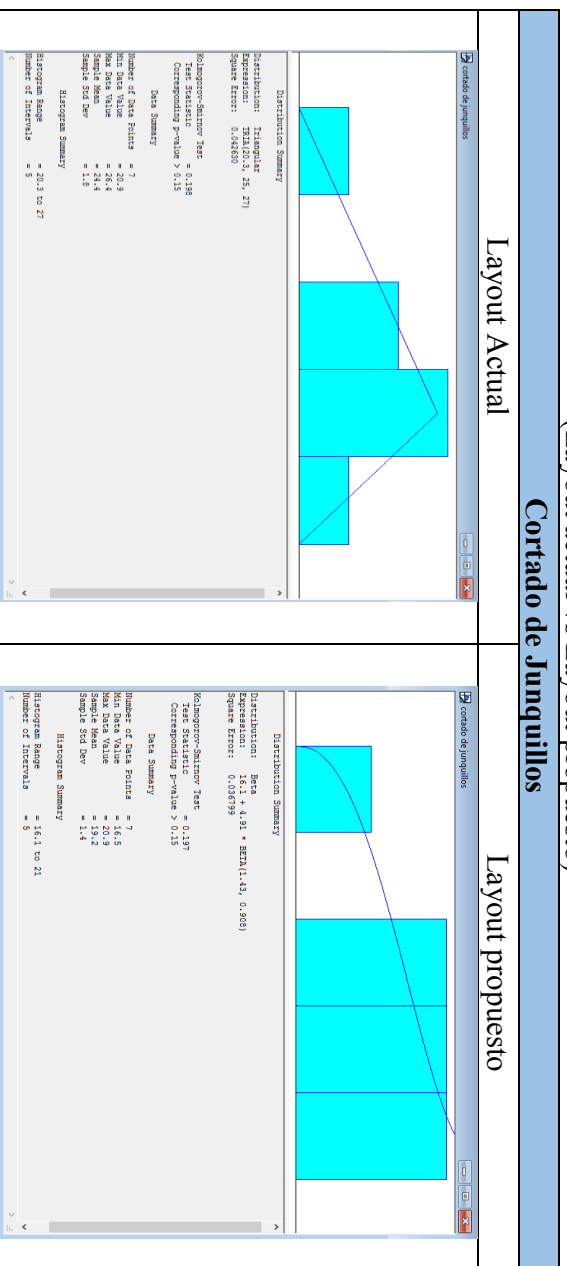 Cortado de Junquillos
Layout Actual
Layout propuesto
cortado de junquillos
Distribution Summary
Distribution: Triangular
Expression: TRIA(20.3, 25, 27)
Square Error: 0.042630
Kolmogorov-Smirnov Test
Test Statistic = 0.198
Corresponding p-value > 0.15
Data Summary
Number of Data Points = 7
Min Data Value = 20.9
Max Data Value = 26.4
Sample Mean = 24.4
Sample Std Dev = 1.8
Histogram Summary
Histogram Range = 20.3 to 27
Number of Intervals = 5
cortado de junquillos
Distribution Summary
Distribution: Beta
Expression: 16.1 + 4.91 * BETA(1.43, 0.908)
Square Error: 0.036799
Kolmogorov-Smirnov Test
Test Statistic = 0.197
Corresponding p-value > 0.15
Data Summary
Number of Data Points = 7
Min Data Value = 16.5
Max Data Value = 20.9
Sample Mean = 19.2
Sample Std Dev = 1.4
Histogram Summary
Histogram Range = 16.1 to 21
Number of Intervals = 5